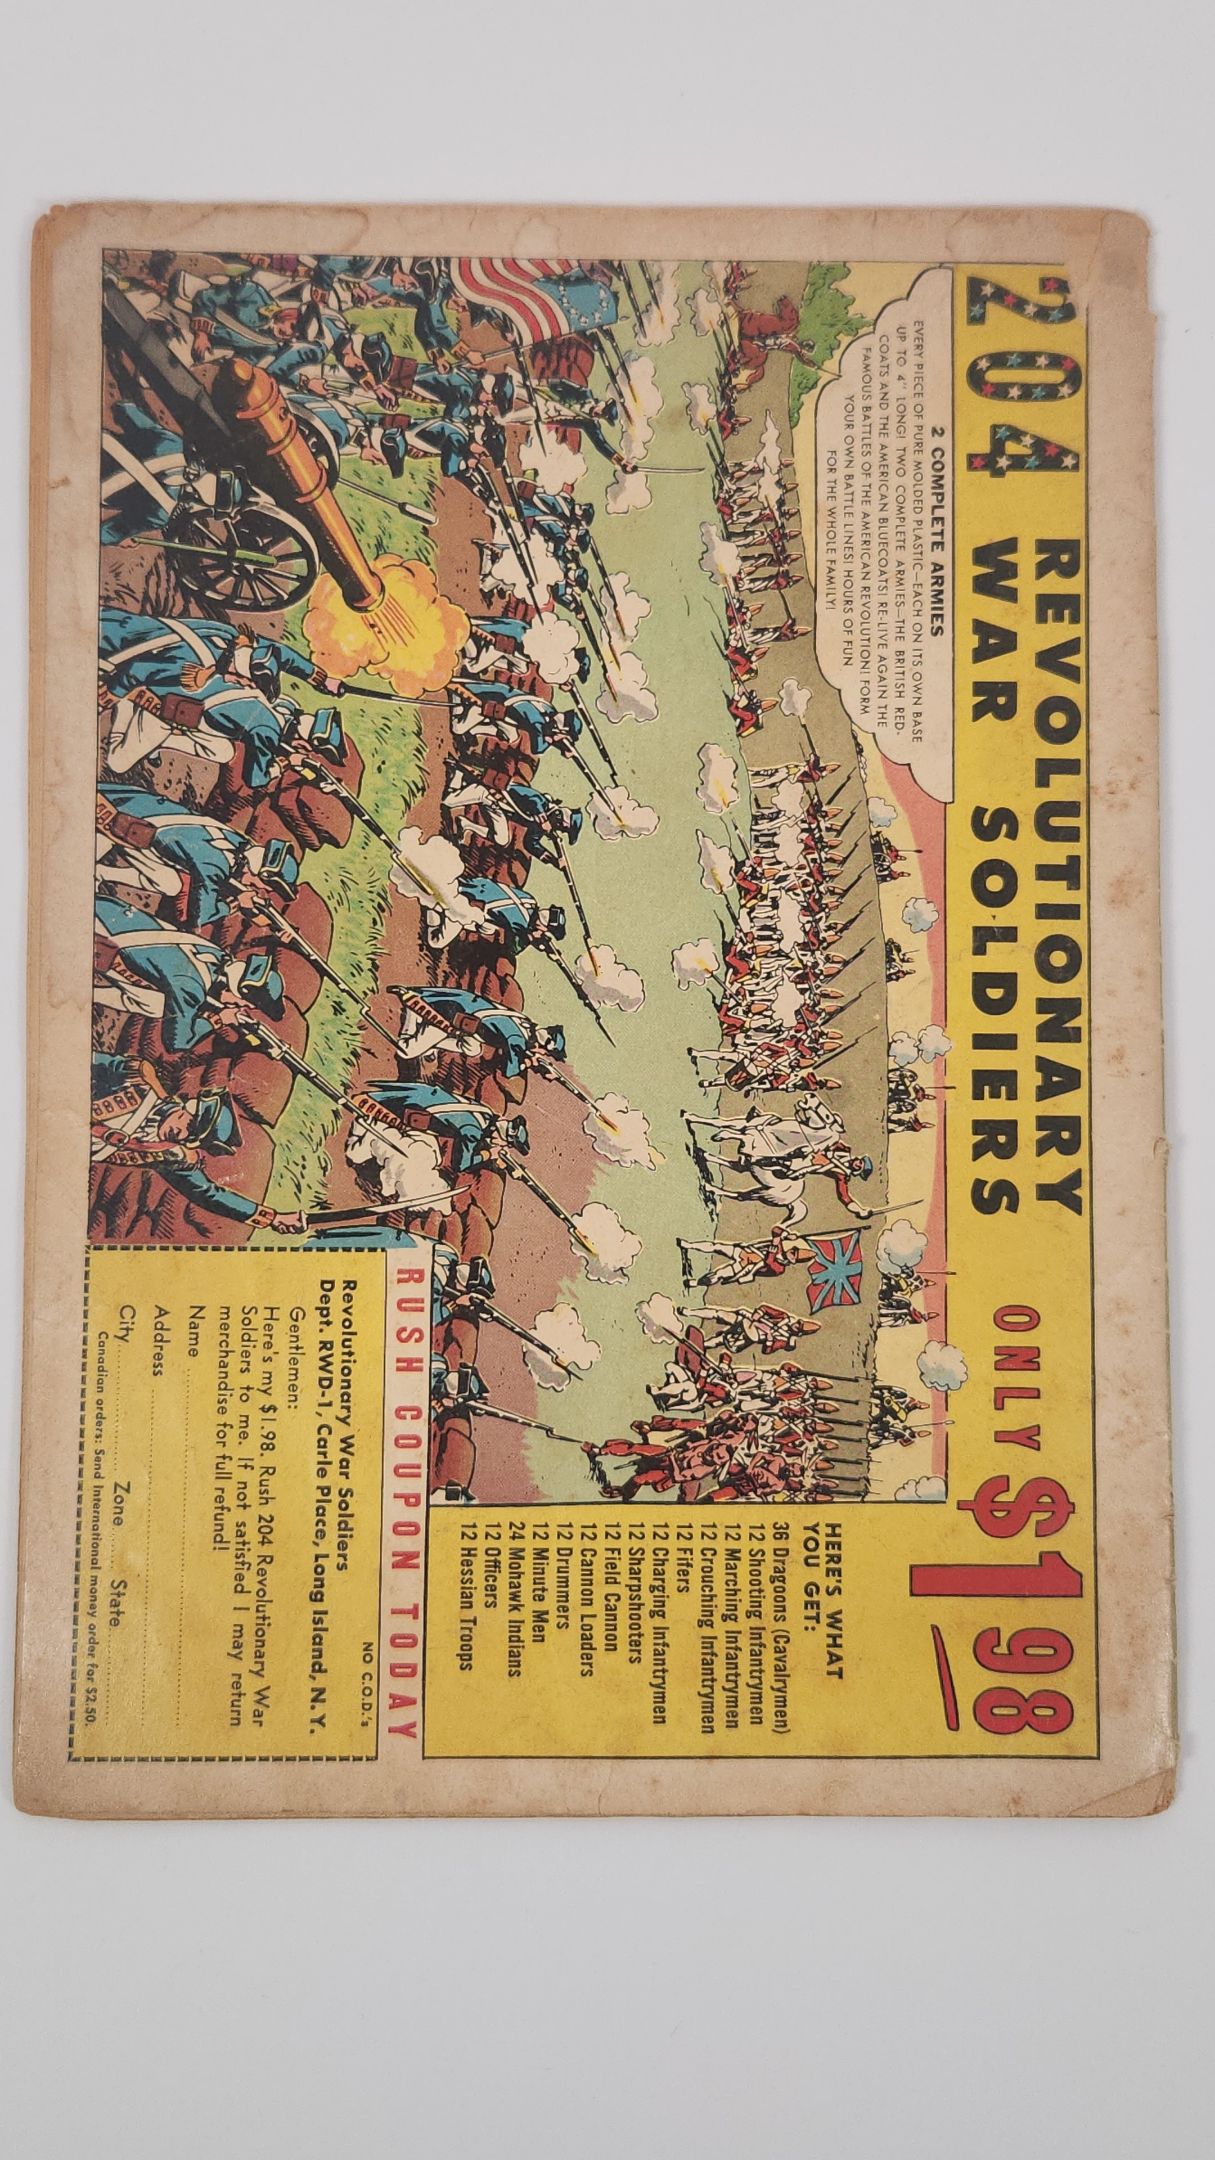 204 REVOLUTIONARY
WAR SOLDIERS ONLY $1 98
2 COMPLETE ARMIES
EVERY PIECE OF PURE MOLDED PLASTIC—EACH ON ITS OWN BASE
UP TO 4" LONG! TWO COMPLETE ARMIES—THE BRITISH RED-
COATS AND THE AMERICAN BLUECOATS! RE-LIVE AGAIN THE
FAMOUS BATTLES OF THE AMERICAN REVOLUTION! FORM
YOUR OWN BATTLE LINES! HOURS OF FUN
FOR THE WHOLE FAMILY!
HERE'S WHAT
YOU GET:
36 Dragoons (Cavalrymen)
12 Shooting Infantrymen
12 Marching Infantrymen
12 Crouching Infantrymen
12 Fifers
12 Charging Infantrymen
12 Sharpshooters
12 Field Cannon
12 Cannon Loaders
12 Drummers
12 Minute Men
24 Mohawk Indians
12 Officers
12 Hessian Troops
RUSH COUPON TODAY
NO C.O.D.'s
Revolutionary War Soldiers
Dept. RWD-1, Carle Place, Long Island, N. Y.
Gentlemen:
Here's my $1.98. Rush 204 Revolutionary War
Soldiers to me. If not satisfied I may return
merchandise for full refund!
Name
Address
City Zone State
Canadian orders: Send International money order for $2.50.